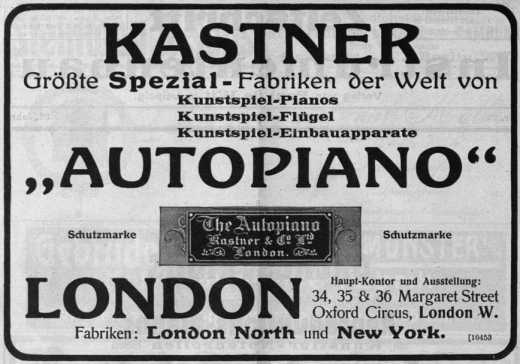 KASTNER
Größte Spezial-Fabriken der Welt von
Kunstspiel-Pianos
Kunstspiel-Flügel
Kunstspiel-Einbauapparate
„AUTOPIANO“
Schutzmarke
The Autopiano
Kastner & Co Ltd
London.
Schutzmarke
LONDON
Haupt-Kontor und Ausstellung:
34, 35 & 36 Margaret Street
Oxford Circus, London W.
Fabriken: London North und New York.
[10453